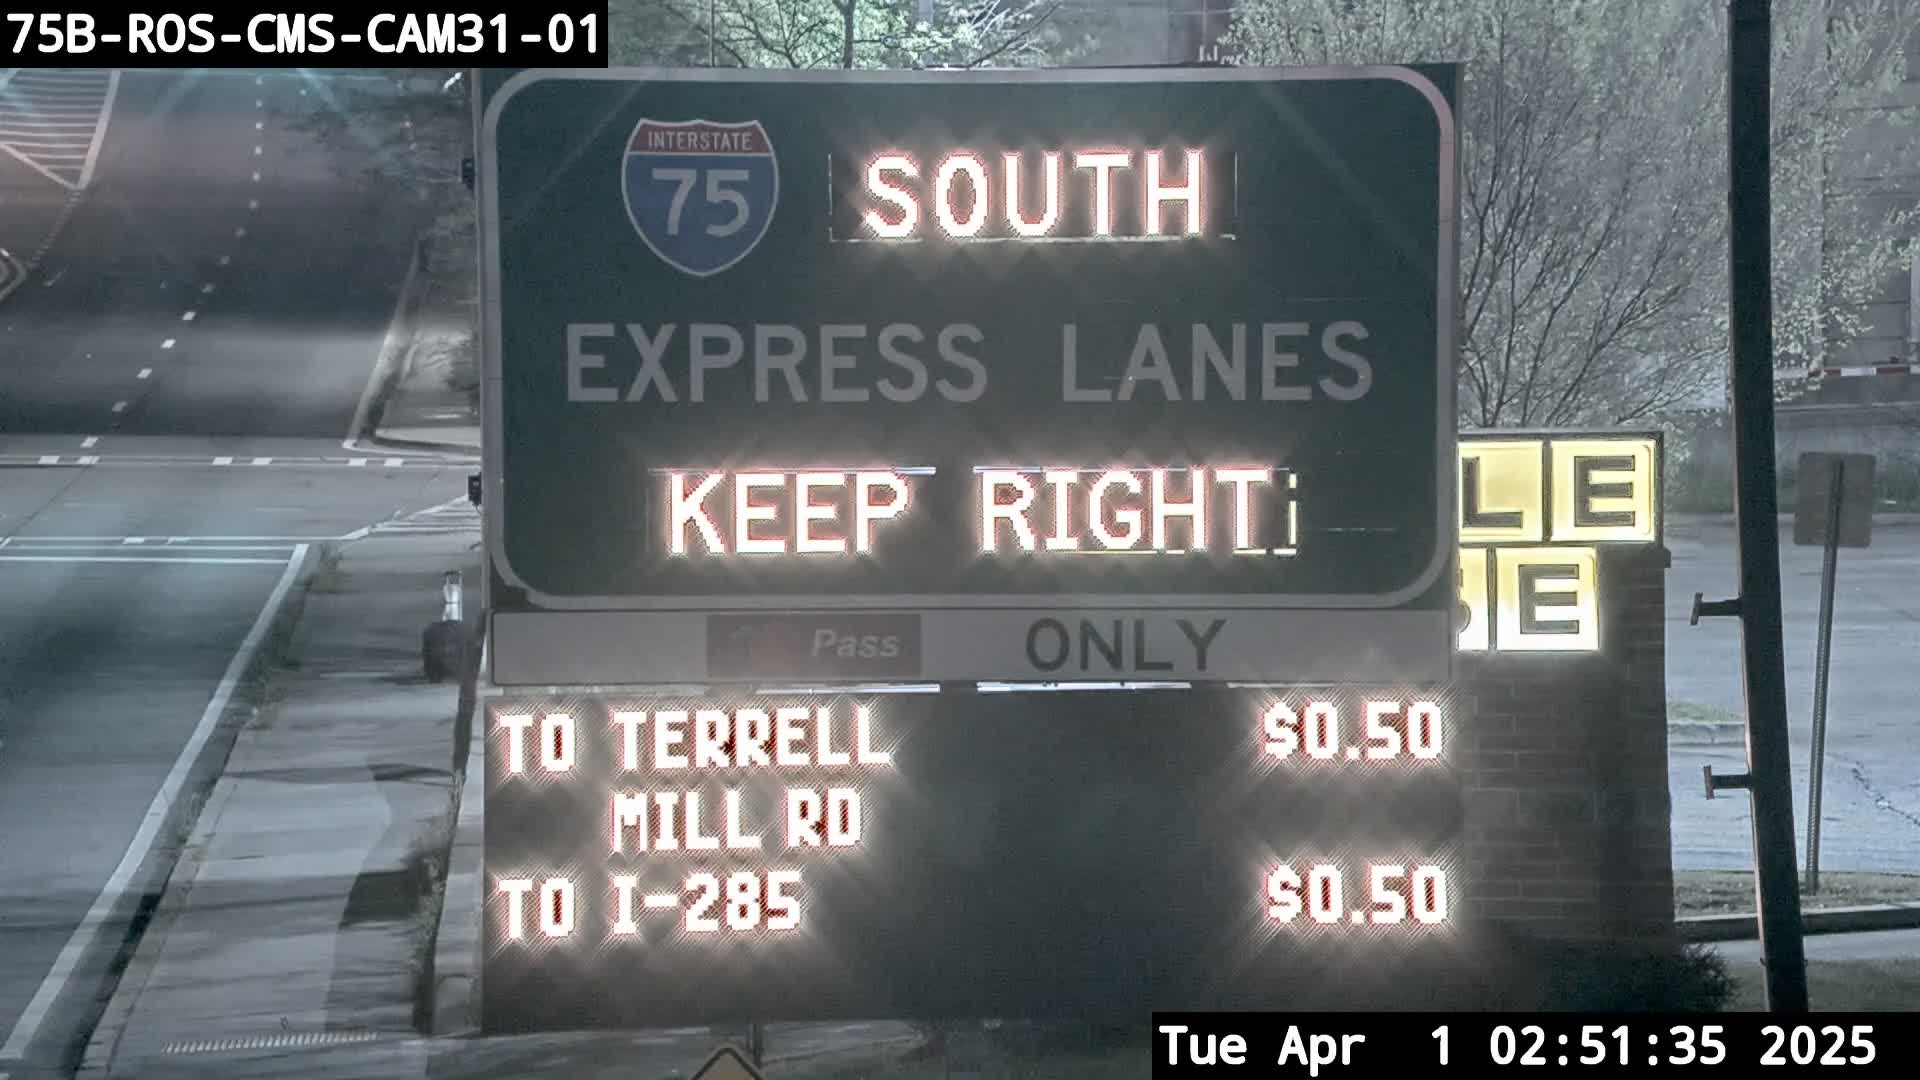 75B-ROS-CMS-CAM31-01
INTERSTATE
75
SOUTH
EXPRESS LANES
KEEP RIGHT
Pass ONLY
TO TERRELL $0.50
MILL RD
TO I-285 $0.50
LE
E
Tue Apr 1 02:51:35 2025